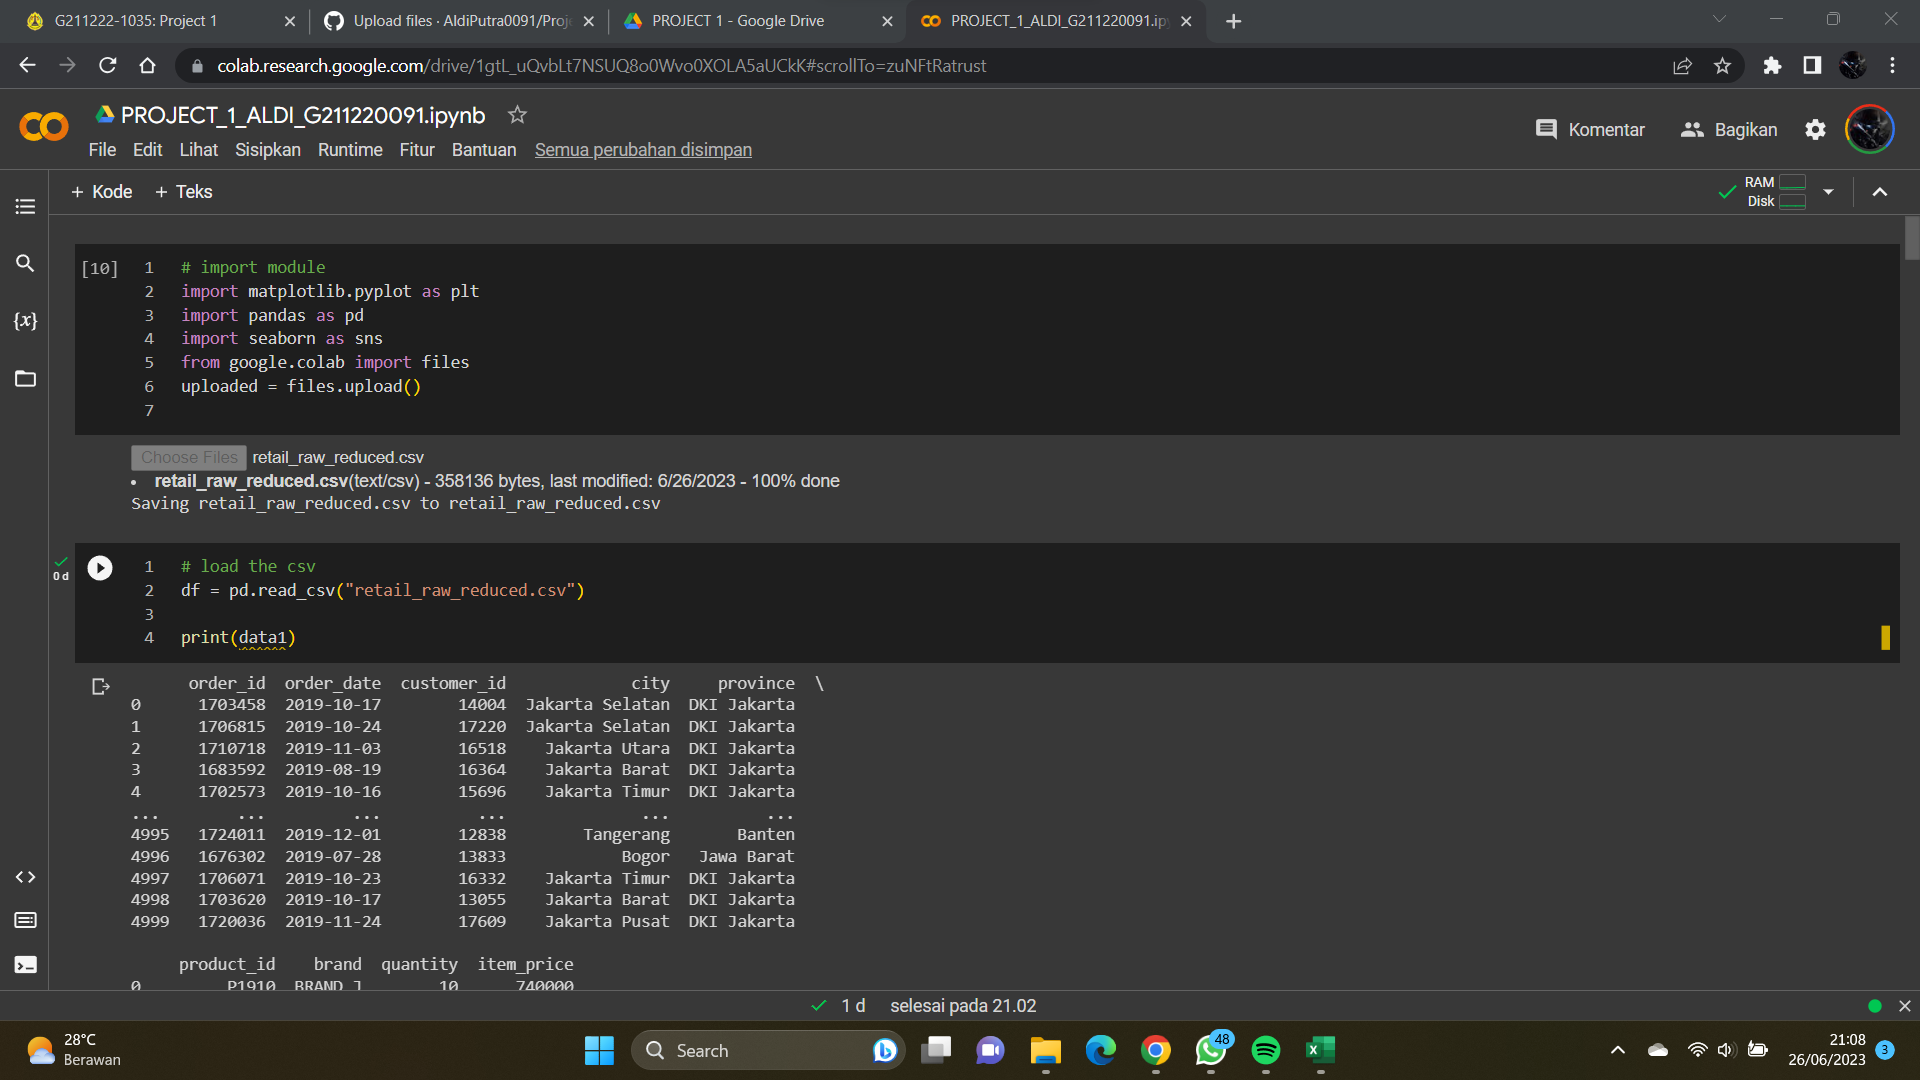 G211222-1035: Project 1
Upload files · AldiPutra0091/Proj
PROJECT 1 - Google Drive
PROJECT_1_ALDI_G211220091.ip
colab.research.google.com/drive/1gtL_uQvbLt7NSUQ8o0Wvo0XOLA5aUCkK#scrollTo=zuNFtRatrust
PROJECT_1_ALDI_G211220091.ipynb
File Edit Lihat Sisipkan Runtime Fitur Bantuan Semua perubahan disimpan
Komentar Bagikan
+ Kode + Teks
RAM
Disk
[10] 1 # import module
2 import matplotlib.pyplot as plt
3 import pandas as pd
4 import seaborn as sns
5 from google.colab import files
6 uploaded = files.upload()
7
Choose Files retail_raw_reduced.csv
• retail_raw_reduced.csv(text/csv) - 358136 bytes, last modified: 6/26/2023 - 100% done
Saving retail_raw_reduced.csv to retail_raw_reduced.csv
0 d
1 # load the csv
2 df = pd.read_csv("retail_raw_reduced.csv")
3
4 print(data1)
order_id order_date customer_id city province \
0 1703458 2019-10-17 14004 Jakarta Selatan DKI Jakarta
1 1706815 2019-10-24 17220 Jakarta Selatan DKI Jakarta
2 1710718 2019-11-03 16518 Jakarta Utara DKI Jakarta
3 1683592 2019-08-19 16364 Jakarta Barat DKI Jakarta
4 1702573 2019-10-16 15696 Jakarta Timur DKI Jakarta
... ... ... ... ... ...
4995 1724011 2019-12-01 12838 Tangerang Banten
4996 1676302 2019-07-28 13833 Bogor Jawa Barat
4997 1706071 2019-10-23 16332 Jakarta Timur DKI Jakarta
4998 1703620 2019-10-17 13055 Jakarta Barat DKI Jakarta
4999 1720036 2019-11-24 17609 Jakarta Pusat DKI Jakarta
product_id brand quantity item_price
0 P1910 BRAND_J 10 740000
1 d selesai pada 21.02
28°C
Berawan
Search
48
21:08
26/06/2023
3